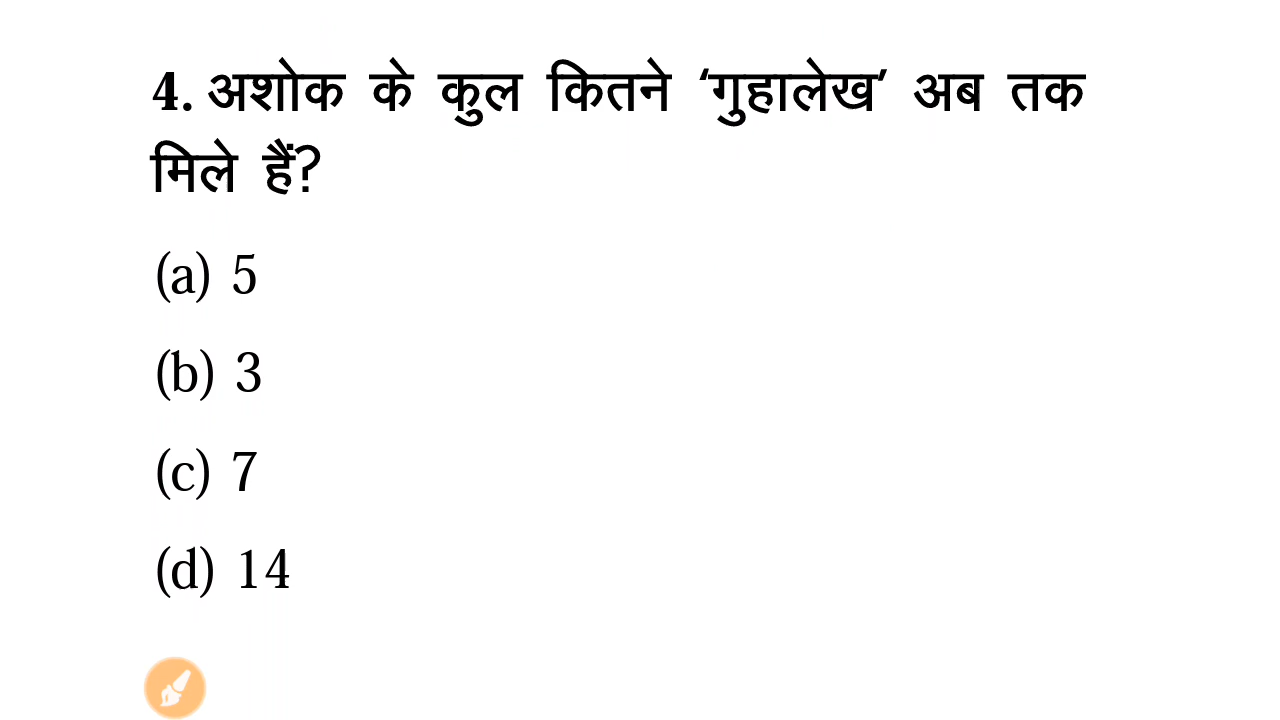 4. अशोक के कुल कितने ‘गुहालेख’ अब तक
मिले हैं?
(a) 5
(b) 3
(c) 7
(d) 14